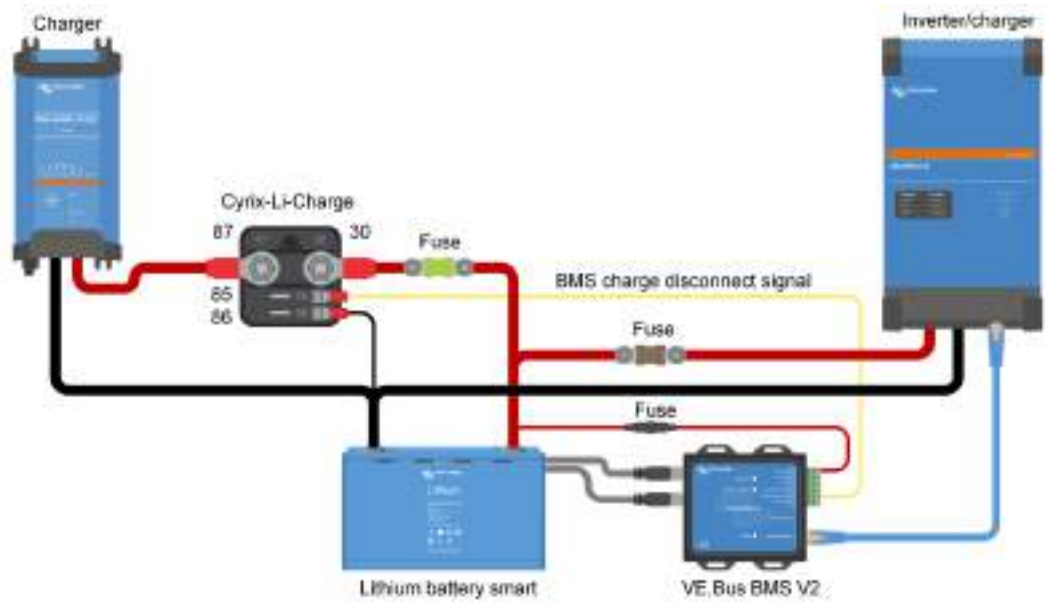 Charger
Inverter/charger
Cyrix-Li-Charge
87
30
Fuse
85
86
BMS charge disconnect signal
Fuse
Fuse
Lithium
Lithium battery smart
VE.Bus BMS V2